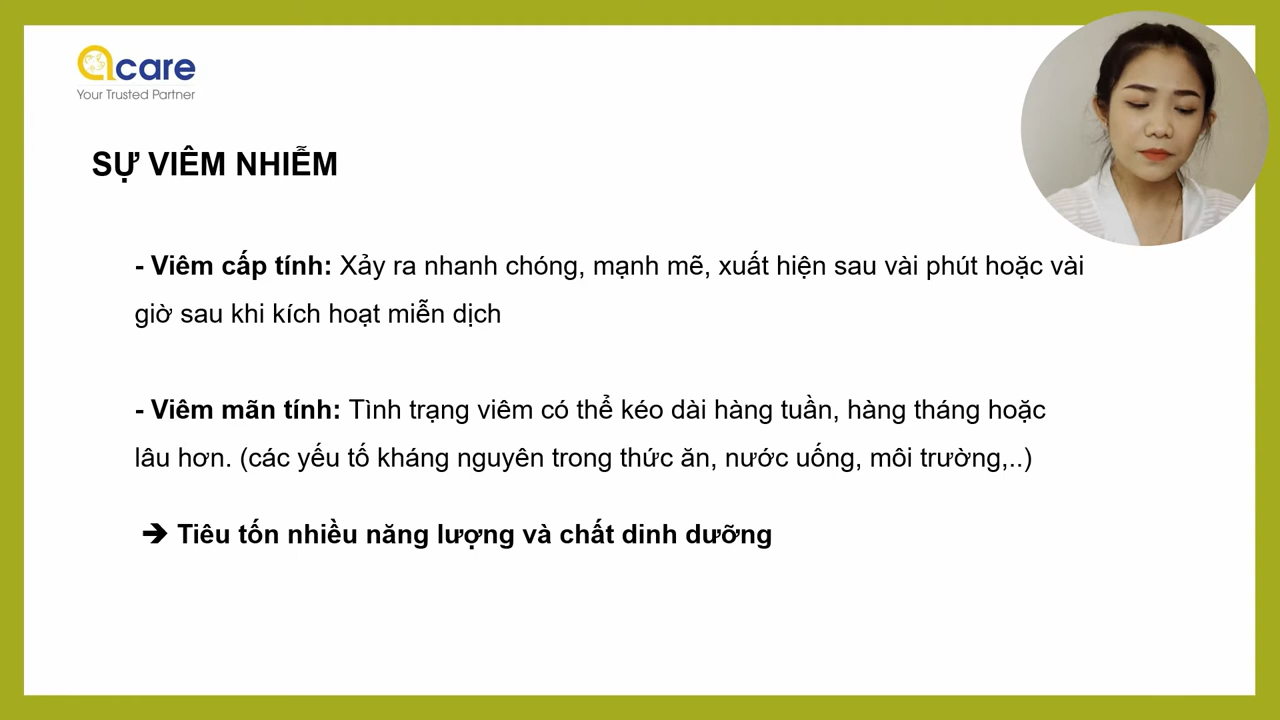 acare
Your Trusted Partner
SỰ VIÊM NHIỄM
- Viêm cấp tính: Xảy ra nhanh chóng, mạnh mẽ, xuất hiện sau vài phút hoặc vài
giờ sau khi kích hoạt miễn dịch
- Viêm mãn tính: Tình trạng viêm có thể kéo dài hàng tuần, hàng tháng hoặc
lâu hơn. (các yếu tố kháng nguyên trong thức ăn, nước uống, môi trường,..)
➔ Tiêu tốn nhiều năng lượng và chất dinh dưỡng